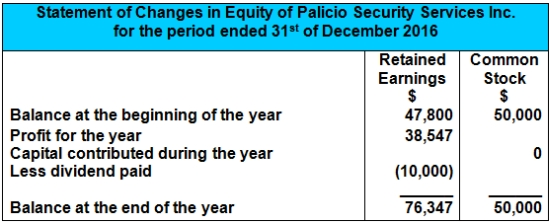 Statement of Changes in Equity of Palicio Security Services Inc.
for the period ended 31st of December 2016
Retained Common
Earnings Stock
$ $
Balance at the beginning of the year 47,800 50,000
Profit for the year 38,547
Capital contributed during the year 0
Less dividend paid (10,000)
Balance at the end of the year 76,347 50,000